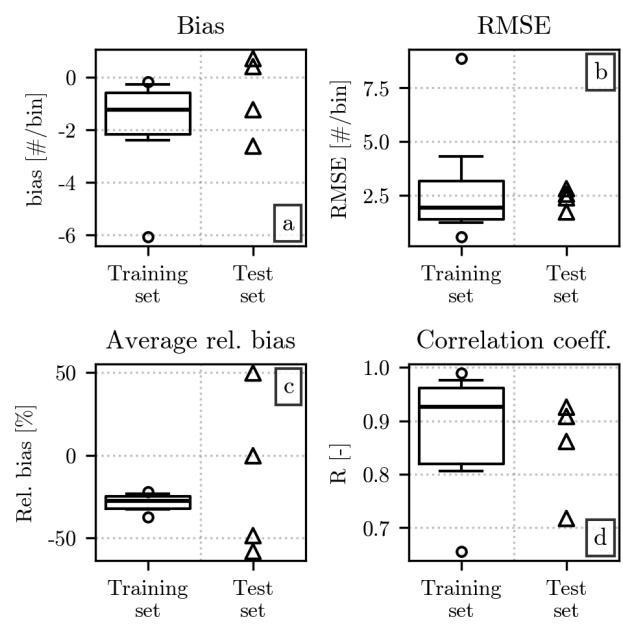 Bias
RMSE
0
-2
-4
-6
bias [#/bin]
a
Training
set
Test
set
7.5
5.0
2.5
RMSE [#/bin]
b
Training
set
Test
set
Average rel. bias
Correlation coeff.
50
0
-50
Rel. bias [%]
c
Training
set
Test
set
1.0
0.9
0.8
0.7
R [-]
d
Training
set
Test
set